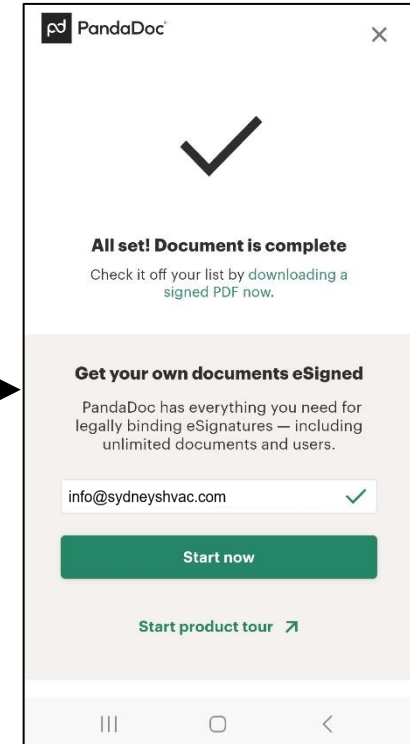 pd PandaDoc
All set! Document is complete
Check it off your list by downloading a
signed PDF now.
Get your own documents eSigned
PandaDoc has everything you need for
legally binding eSignatures — including
unlimited documents and users.
info@sydneyshvac.com
Start now
Start product tour